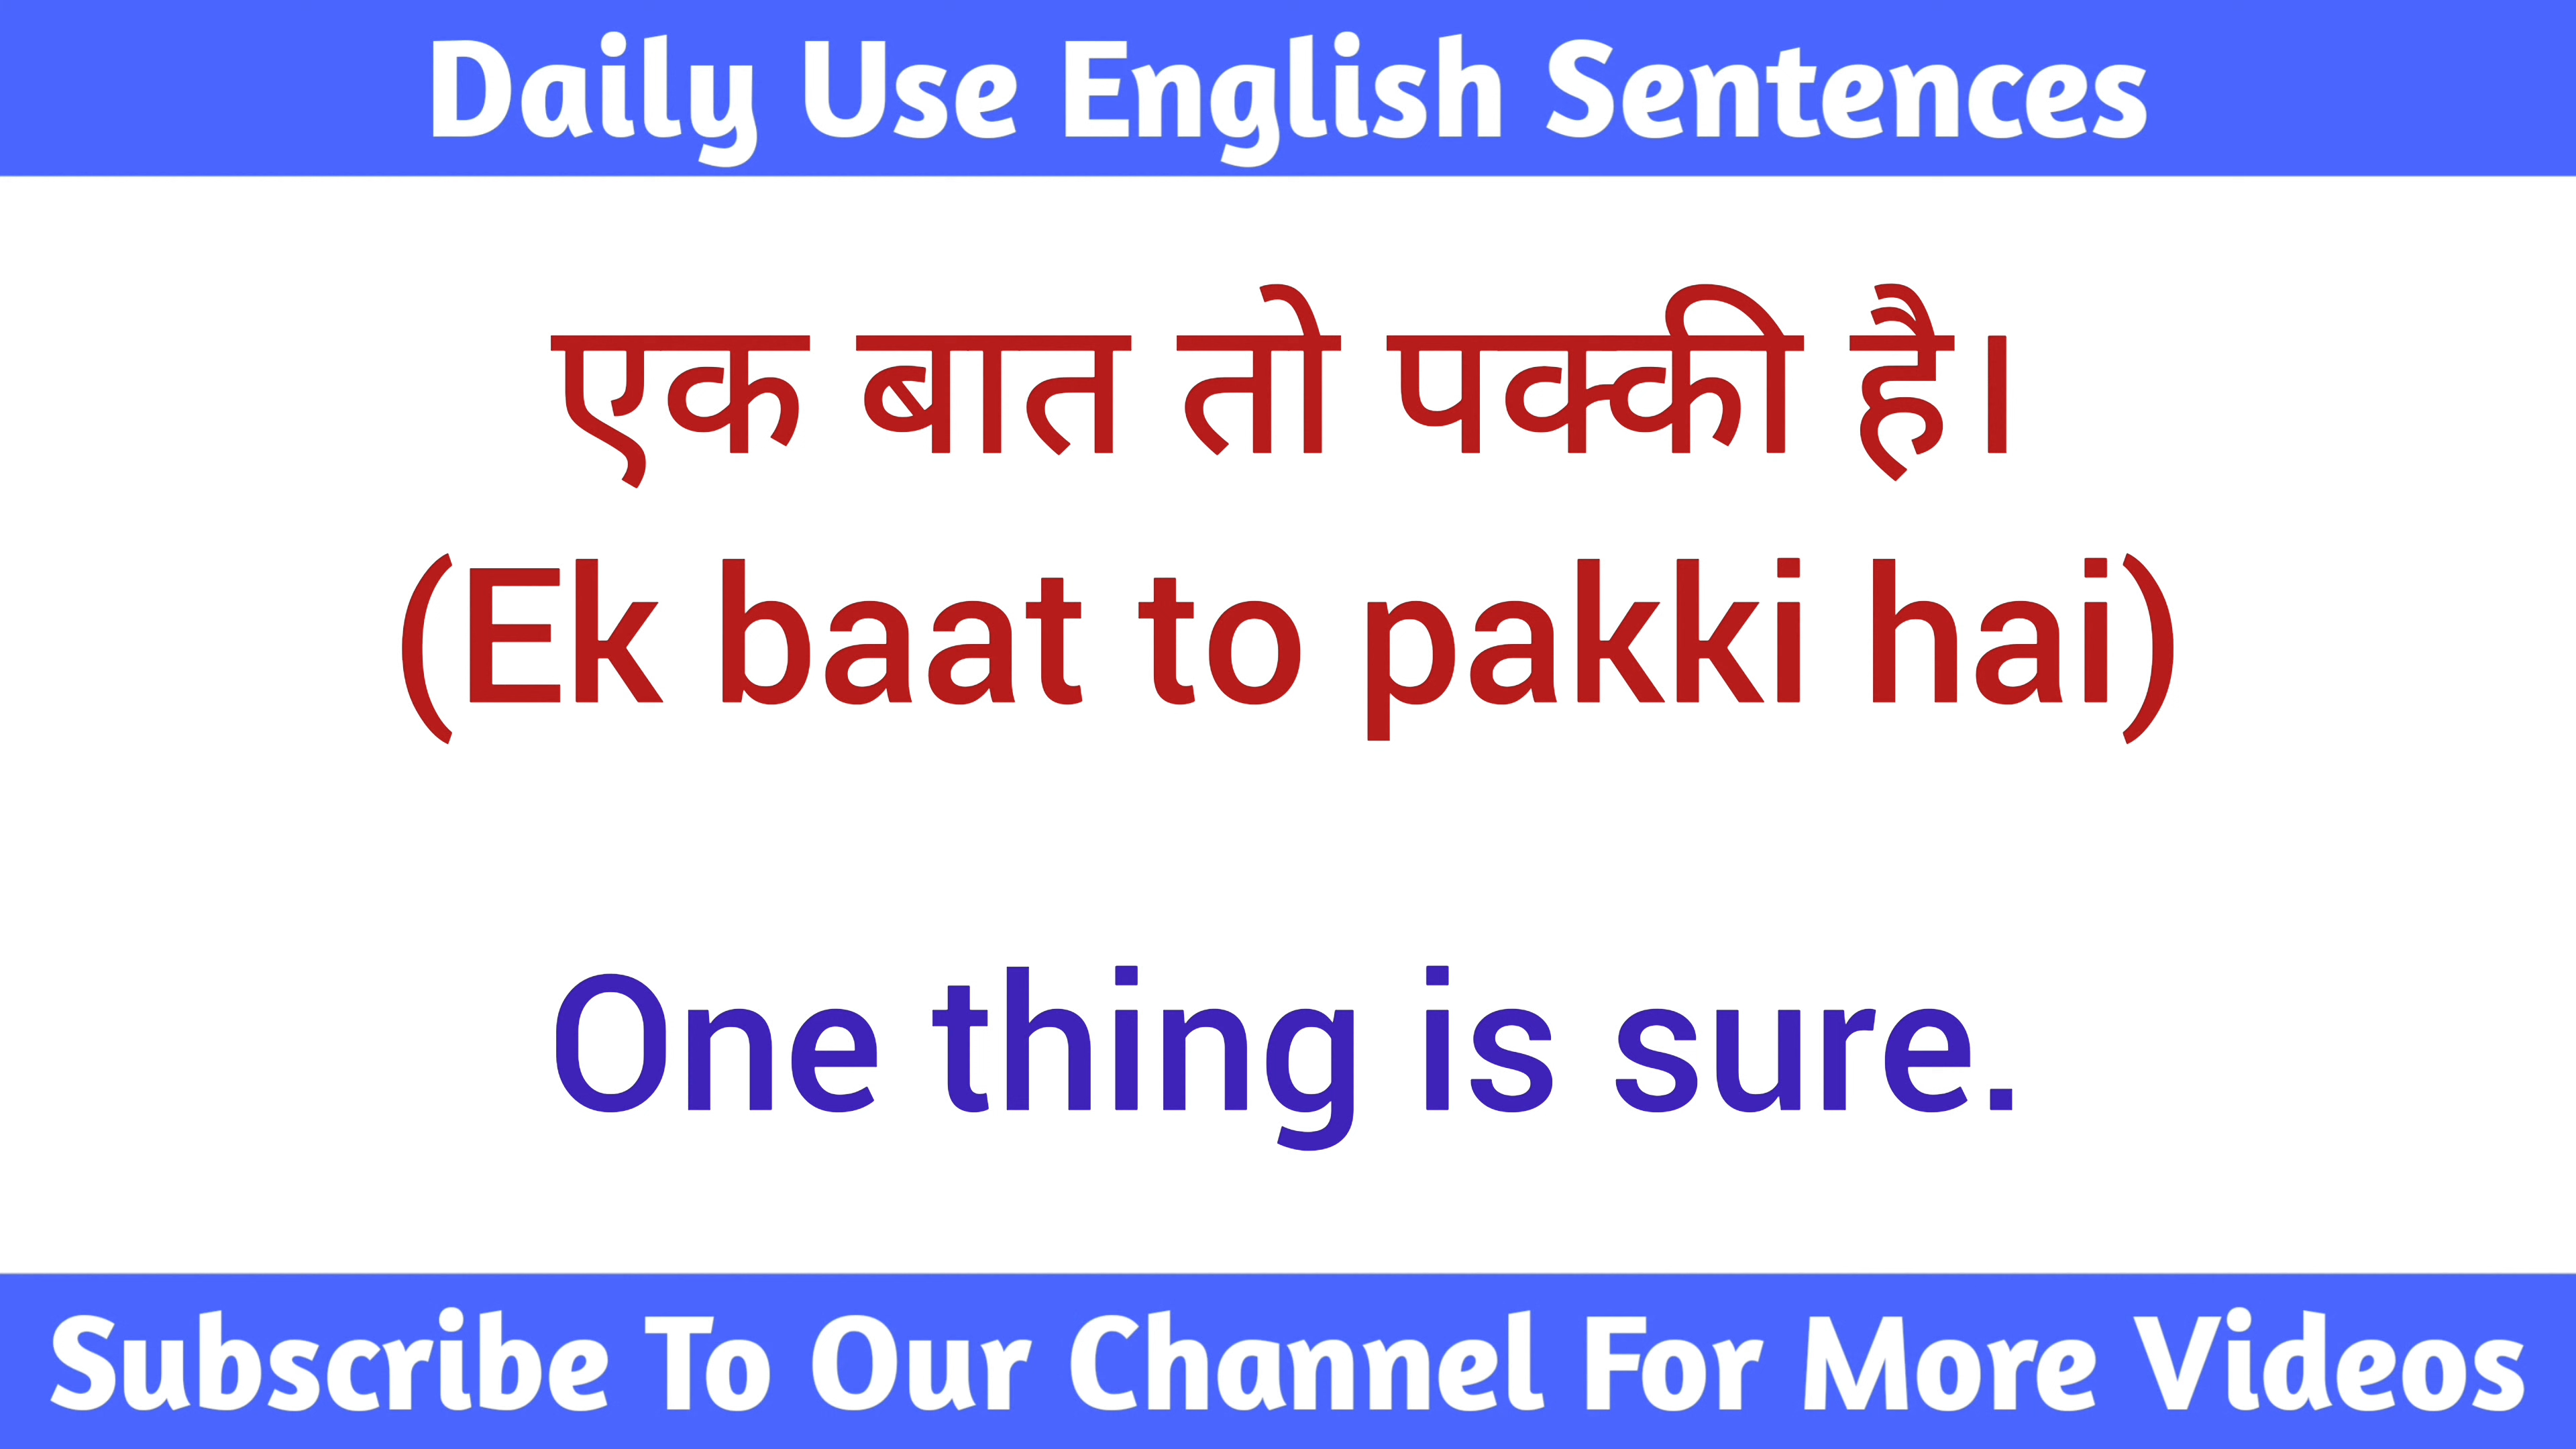 Daily Use English Sentences
एक बात तो पक्की है।
(Ek baat to pakki hai)
One thing is sure.
Subscribe To Our Channel For More Videos